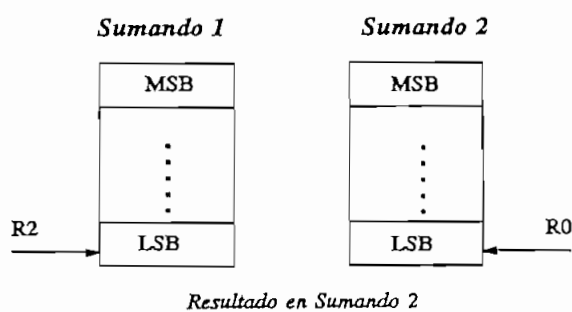 Sumando 1 Sumando 2
MSB MSB
R2 R0
LSB LSB
Resultado en Sumando 2